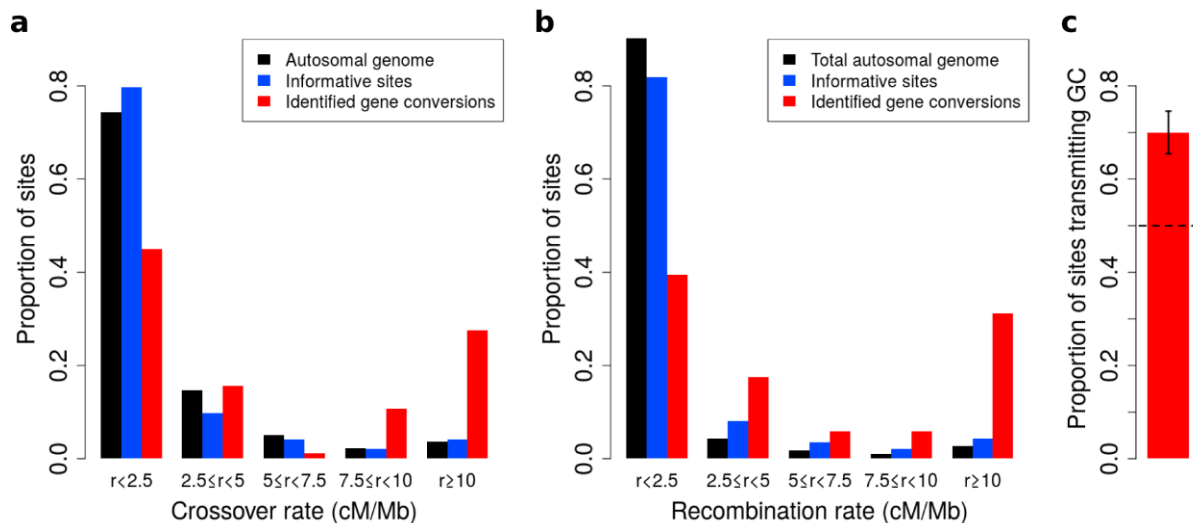 a
Autosomal genome
Informative sites
Identified gene conversions
Proportion of sites
0.0
0.2
0.4
0.6
0.8
r<2.5
2.5≤r<5
5≤r<7.5
7.5≤r<10
r≥10
Crossover rate (cM/Mb)
b
Total autosomal genome
Informative sites
Identified gene conversions
Proportion of sites
0.0
0.2
0.4
0.6
0.8
r<2.5
2.5≤r<5
5≤r<7.5
7.5≤r<10
r≥10
Recombination rate (cM/Mb)
c
Proportion of sites transmitting GC
0.0
0.2
0.4
0.6
0.8